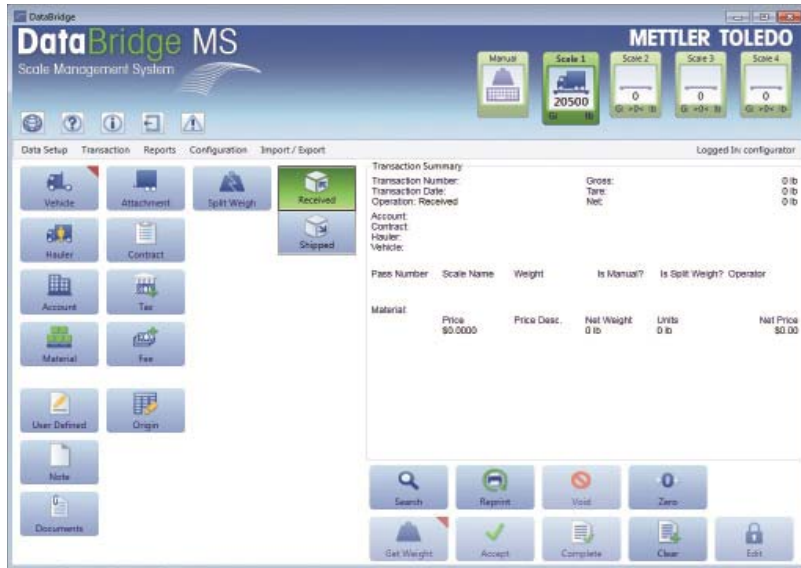 DataBridge
DataBridge MS
Scale Management System
METTLER TOLEDO
Manual
Scale 1
20500
Scale 2
0
Scale 3
0
Scale 4
0
Data Setup Transaction Reports Configuration Import / Export
Logged In: configurator
Vehicle Attachment Split Weigh Received
Shipped
Hauler Contract
Account Tax
Material Fee
User Defined Origin
Note
Documents
Transaction Summary
Transaction Number: Gross: 0 lb
Transaction Date: Tare: 0 lb
Operation: Received Net: 0 lb
Account:
Contract:
Hauler:
Vehicle:
Pass Number Scale Name Weight Is Manual? Is Split Weigh? Operator
Material:
Price Price Desc. Net Weight Units Net Price
$0.0000 0 lb 0 lb $0.00
Search Reprint Void Zero
Get Weight Accept Complete Clear Edit